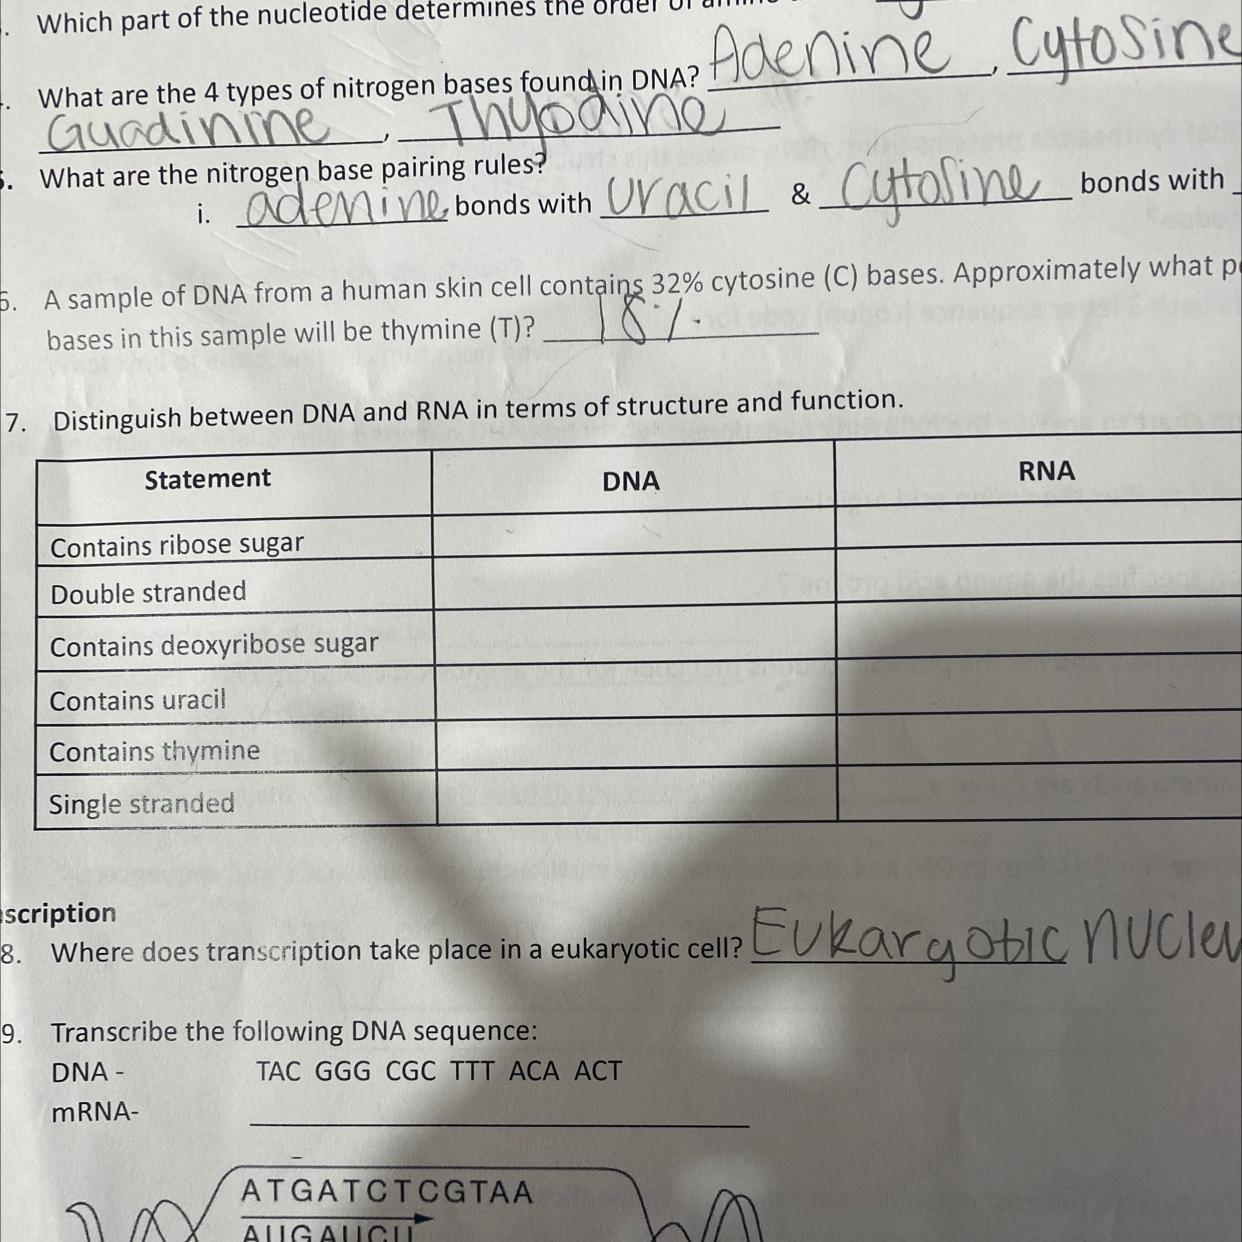 Which part of the nucleotide determines the order of
What are the 4 types of nitrogen bases found in DNA? Adenine, Cytosine
Guadinine, Thypdine
What are the nitrogen base pairing rules?
i. adenine bonds with uracil & Cytosine bonds with
A sample of DNA from a human skin cell contains 32% cytosine (C) bases. Approximately what
bases in this sample will be thymine (T)? 18%
7. Distinguish between DNA and RNA in terms of structure and function.
Statement DNA RNA
Contains ribose sugar
Double stranded
Contains deoxyribose sugar
Contains uracil
Contains thymine
Single stranded
scription
8. Where does transcription take place in a eukaryotic cell? Eukaryotic nucleu
9. Transcribe the following DNA sequence:
DNA - TAC GGG CGC TTT ACA ACT
mRNA-
ATGATCTCGTAA
AUGAUCU